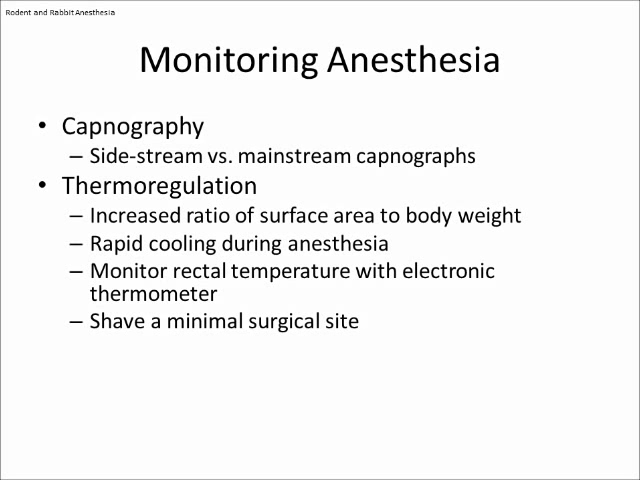 Rodent and Rabbit Anesthesia
Monitoring Anesthesia
• Capnography
– Side-stream vs. mainstream capnographs
• Thermoregulation
– Increased ratio of surface area to body weight
– Rapid cooling during anesthesia
– Monitor rectal temperature with electronic
thermometer
– Shave a minimal surgical site